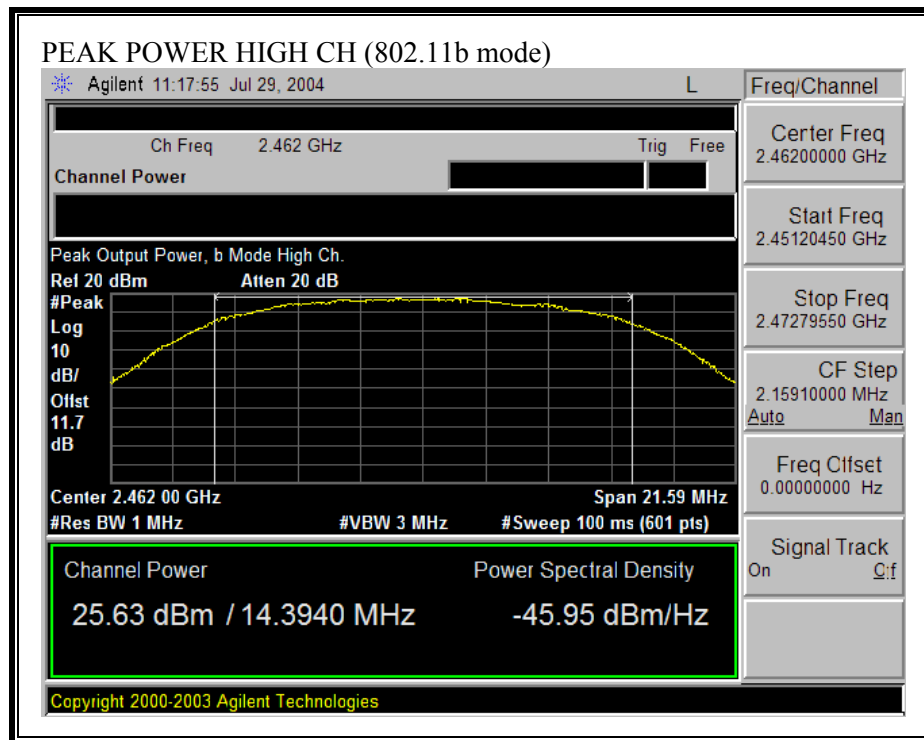 PEAK POWER HIGH CH (802.11b mode)
Agilent 11:17:55 Jul 29, 2004 L
Freq/Channel
Ch Freq 2.462 GHz Trig Free
Channel Power
Center Freq
2.46200000 GHz
Start Freq
2.45120450 GHz
Stop Freq
2.47279550 GHz
CF Step
2.15910000 MHz
Auto Man
Freq Offset
0.00000000 Hz
Signal Track
On Off
Peak Output Power, b Mode High Ch.
Ref 20 dBm Atten 20 dB
#Peak
Log
10
dB/
Offst
11.7
dB
Center 2.462 00 GHz Span 21.59 MHz
#Res BW 1 MHz #VBW 3 MHz #Sweep 100 ms (601 pts)
Channel Power Power Spectral Density
25.63 dBm / 14.3940 MHz -45.95 dBm/Hz
Copyright 2000-2003 Agilent Technologies